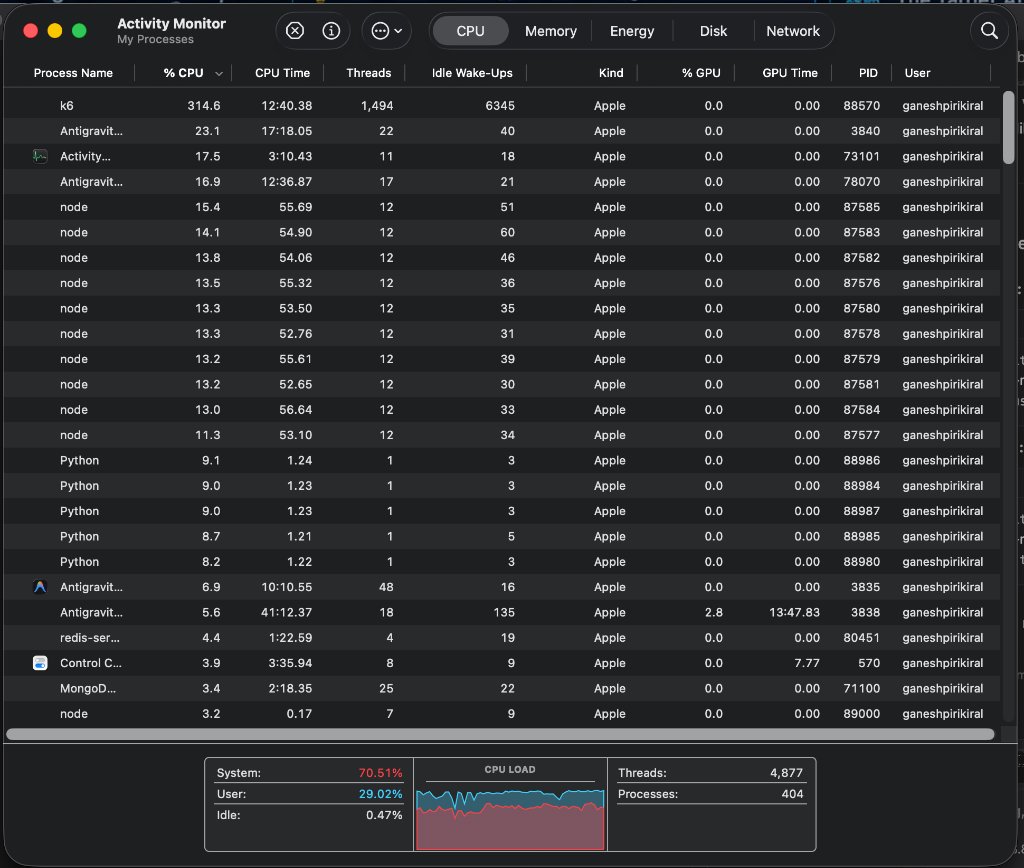 Activity Monitor
My Processes
CPU Memory Energy Disk Network
Process Name % CPU CPU Time Threads Idle Wake-Ups Kind % GPU GPU Time PID User
k6 314.6 12:40.38 1,494 6345 Apple 0.0 0.00 88570 ganeshpirikiral
Antigravit... 23.1 17:18.05 22 40 Apple 0.0 0.00 3840 ganeshpirikiral
Activity... 17.5 3:10.43 11 18 Apple 0.0 0.00 73101 ganeshpirikiral
Antigravit... 16.9 12:36.87 17 21 Apple 0.0 0.00 78070 ganeshpirikiral
node 15.4 55.69 12 51 Apple 0.0 0.00 87585 ganeshpirikiral
node 14.1 54.90 12 60 Apple 0.0 0.00 87583 ganeshpirikiral
node 13.8 54.06 12 46 Apple 0.0 0.00 87582 ganeshpirikiral
node 13.5 55.32 12 36 Apple 0.0 0.00 87576 ganeshpirikiral
node 13.3 53.50 12 35 Apple 0.0 0.00 87580 ganeshpirikiral
node 13.3 52.76 12 31 Apple 0.0 0.00 87578 ganeshpirikiral
node 13.2 55.61 12 39 Apple 0.0 0.00 87579 ganeshpirikiral
node 13.2 52.65 12 30 Apple 0.0 0.00 87581 ganeshpirikiral
node 13.0 56.64 12 33 Apple 0.0 0.00 87584 ganeshpirikiral
node 11.3 53.10 12 34 Apple 0.0 0.00 87577 ganeshpirikiral
Python 9.1 1.24 1 3 Apple 0.0 0.00 88986 ganeshpirikiral
Python 9.0 1.23 1 3 Apple 0.0 0.00 88984 ganeshpirikiral
Python 9.0 1.23 1 3 Apple 0.0 0.00 88987 ganeshpirikiral
Python 8.7 1.21 1 5 Apple 0.0 0.00 88985 ganeshpirikiral
Python 8.2 1.22 1 3 Apple 0.0 0.00 88980 ganeshpirikiral
Antigravit... 6.9 10:10.55 48 16 Apple 0.0 0.00 3835 ganeshpirikiral
Antigravit... 5.6 41:12.37 18 135 Apple 2.8 13:47.83 3838 ganeshpirikiral
redis-ser... 4.4 1:22.59 4 19 Apple 0.0 0.00 80451 ganeshpirikiral
Control C... 3.9 3:35.94 8 9 Apple 0.0 7.77 570 ganeshpirikiral
MongoD... 3.4 2:18.35 25 22 Apple 0.0 0.00 71100 ganeshpirikiral
node 3.2 0.17 7 9 Apple 0.0 0.00 89000 ganeshpirikiral
System: 70.51% CPU LOAD Threads: 4,877
User: 29.02% Processes: 404
Idle: 0.47%